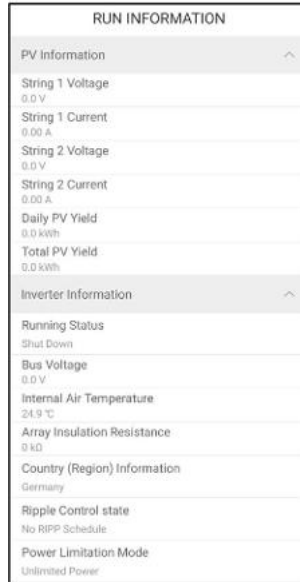 RUN INFORMATION
PV Information
String 1 Voltage
0.0 V
String 1 Current
0.00 A
String 2 Voltage
0.0 V
String 2 Current
0.00 A
Daily PV Yield
0.0 kWh
Total PV Yield
0.0 kWh
Inverter Information
Running Status
Shut Down
Bus Voltage
0.0 V
Internal Air Temperature
24.9 ℃
Array Insulation Resistance
0 kΩ
Country (Region) Information
Germany
Ripple Control state
No RIPP Schedule
Power Limitation Mode
Unlimited Power